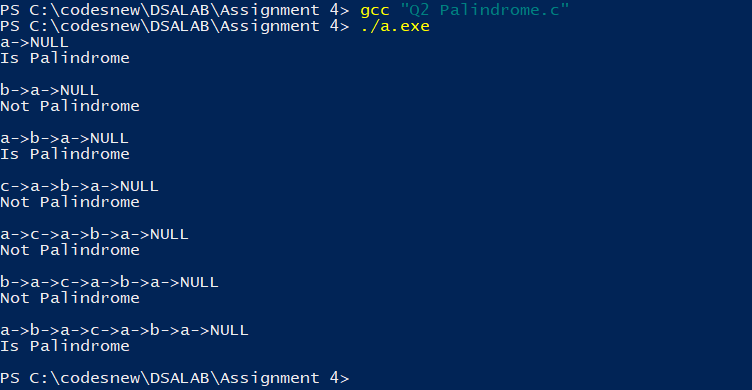 PS C:\codesnew\DSALAB\Assignment 4> gcc "Q2 Palindrome.c"
PS C:\codesnew\DSALAB\Assignment 4> ./a.exe
a->NULL
Is Palindrome
b->a->NULL
Not Palindrome
a->b->a->NULL
Is Palindrome
c->a->b->a->NULL
Not Palindrome
a->c->a->b->a->NULL
Not Palindrome
b->a->c->a->b->a->NULL
Not Palindrome
a->b->a->c->a->b->a->NULL
Is Palindrome
PS C:\codesnew\DSALAB\Assignment 4>